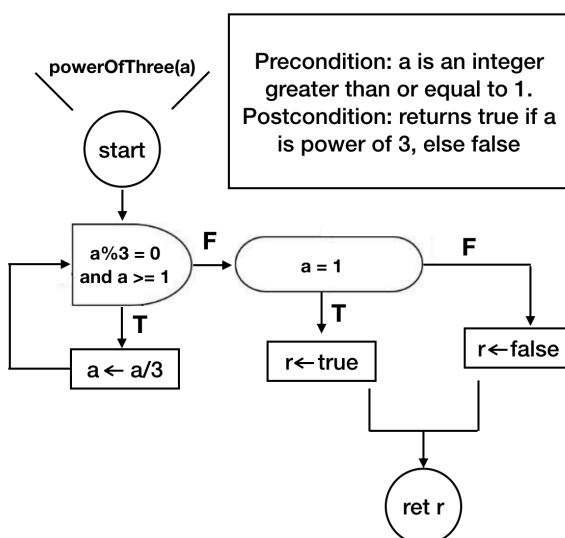 powerOfThree(a)
Precondition: a is an integer
greater than or equal to 1.
Postcondition: returns true if a
is power of 3, else false
start
a%3 = 0
and a >= 1
F
a = 1
F
T
T
a ← a/3
r←true
r←false
ret r